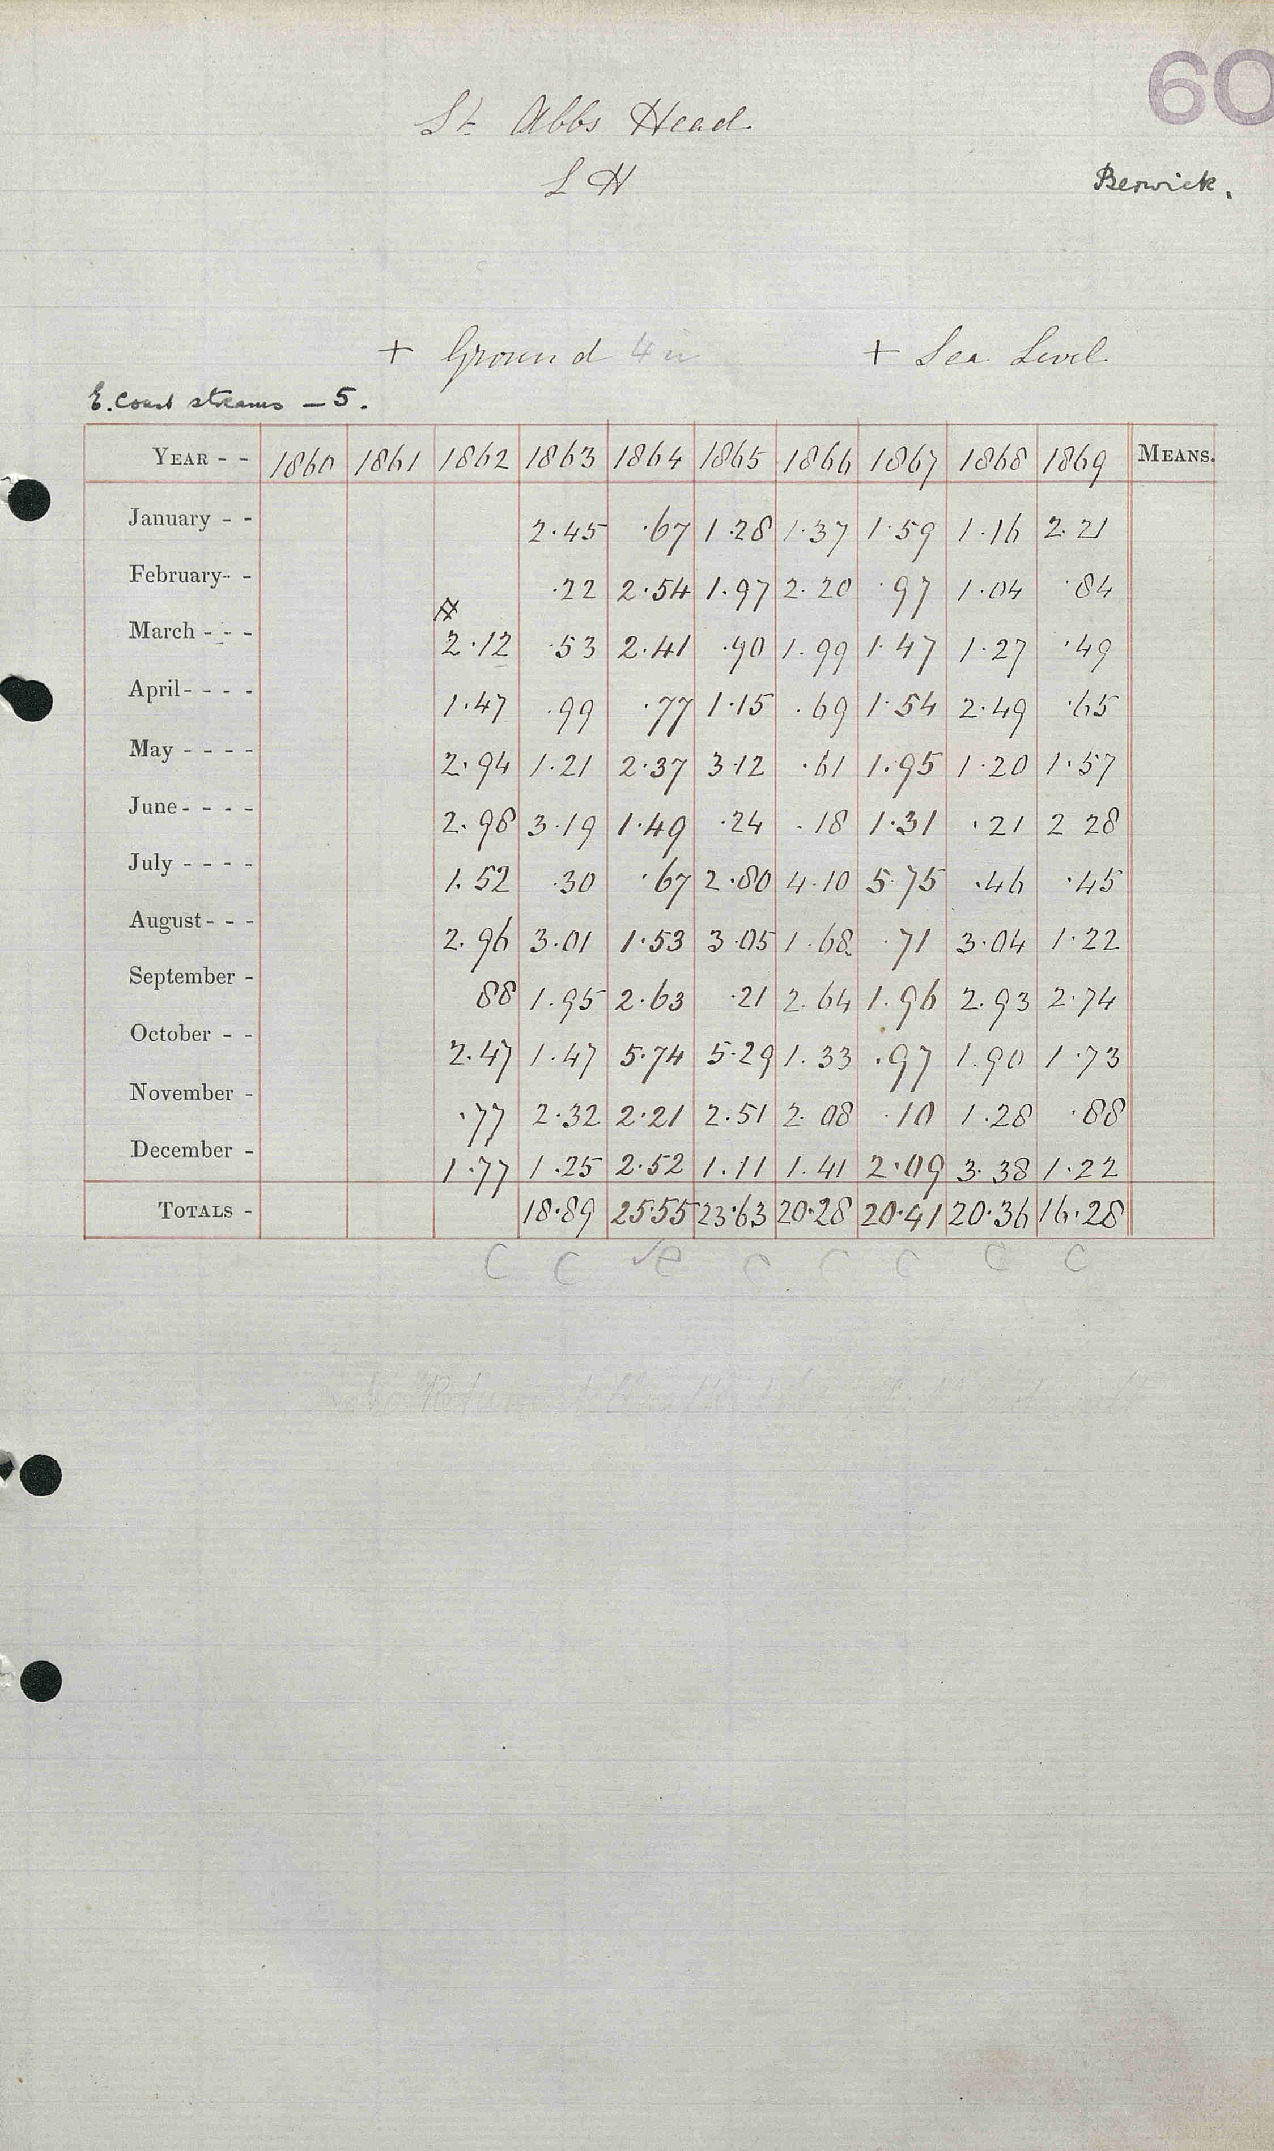 60
St. Abbs Head
L H
Berwick.
+ Ground 4 in + Sea Level
E. Coast streams — 5.
YEAR - - 1860 1861 1862 1863 1864 1865 1866 1867 1868 1869 MEANS.
January - - 2.45 .67 1.28 1.37 1.59 1.16 2.21
February - - .22 2.54 1.97 2.20 .97 1.04 .84
March - - - 2.12 .53 2.41 .90 1.99 1.47 1.27 .49
April - - - - 1.47 .99 .77 1.15 .69 1.54 2.49 .65
May - - - - 2.94 1.21 2.37 3.12 .61 1.95 1.20 1.57
June - - - - 2.98 3.19 1.49 .24 .18 1.31 .21 2 28
July - - - - 1.52 .30 .67 2.80 4.10 5.75 .46 .45
August - - - 2.96 3.01 1.53 3.05 1.68 .71 3.04 1.22
September - 88 1.95 2.63 .21 2.64 1.96 2.93 2.74
October - - 2.47 1.47 5.74 5.29 1.33 .97 1.90 1.73
November - .77 2.32 2.21 2.51 2.08 .10 1.28 .88
December - 1.77 1.25 2.52 1.11 1.41 2.09 3.38 1.22
TOTALS - 18.89 25.55 23.63 20.28 20.41 20.36 16.28
C C ✓C C C C C C